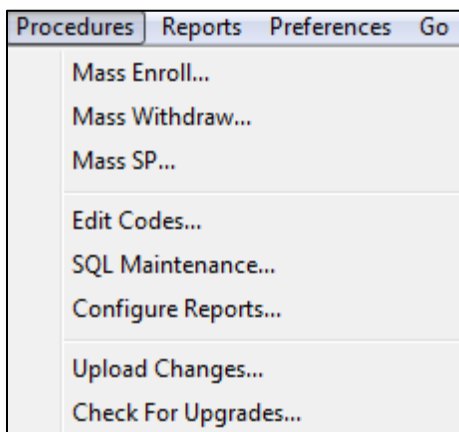 Procedures Reports Preferences Go
Mass Enroll...
Mass Withdraw...
Mass SP...
Edit Codes...
SQL Maintenance...
Configure Reports...
Upload Changes...
Check For Upgrades...